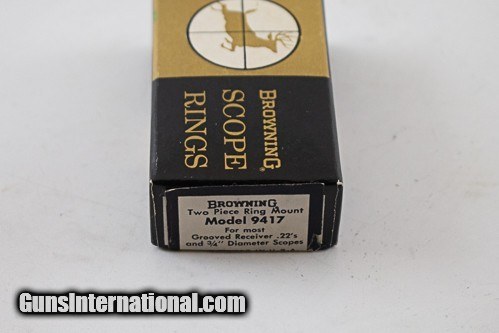 BROWNING
SCOPE
RINGS
BROWNING
Two Piece Ring Mount
Model 9417
For most
Grooved Receiver .22's
and ¾" Diameter Scopes
GunsInternational.com